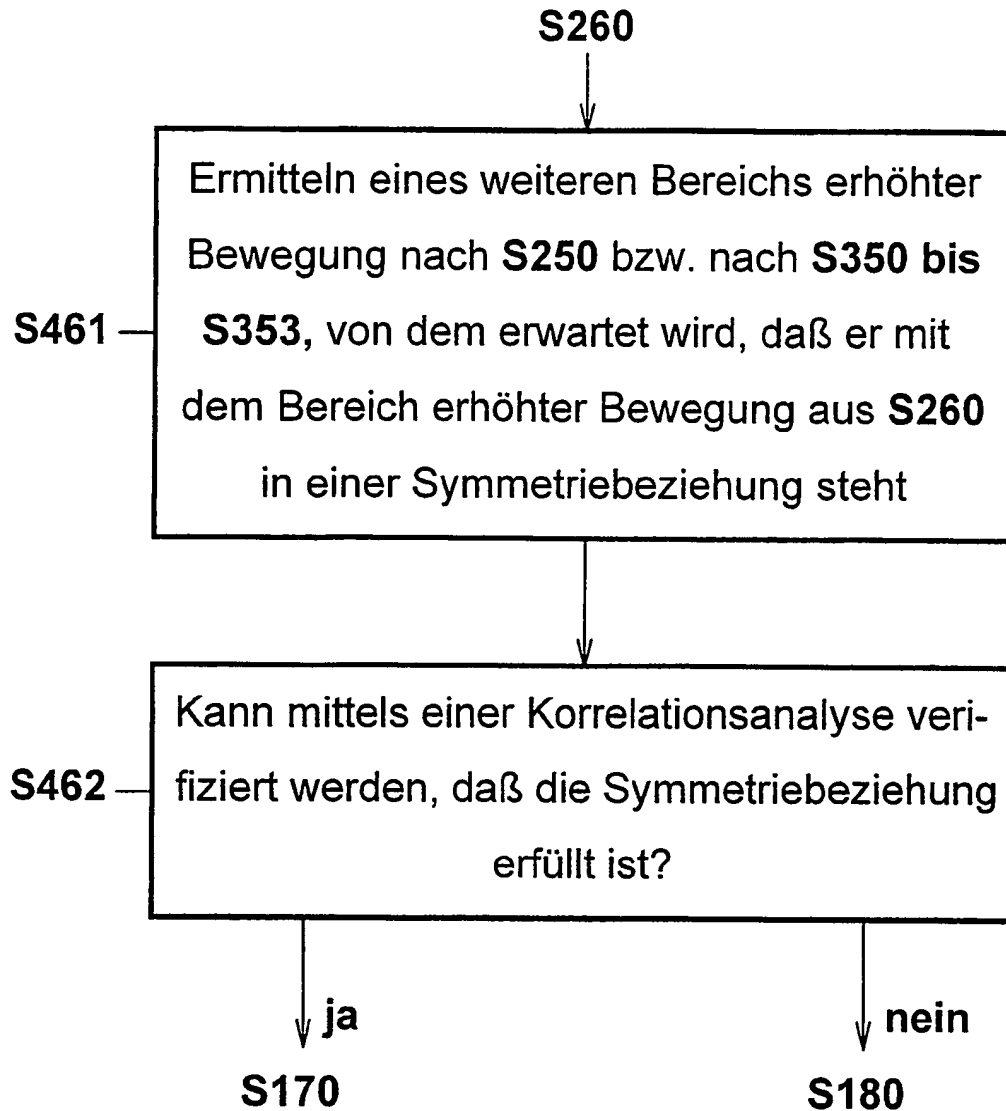 S260
Ermitteln eines weiteren Bereichs erhöhter
Bewegung nach S250 bzw. nach S350 bis
S461
S353, von dem erwartet wird, daß er mit
dem Bereich erhöhter Bewegung aus S260
in einer Symmetriebeziehung steht
Kann mittels einer Korrelationsanalyse veri-
S462
fiziert werden, daß die Symmetriebeziehung
erfüllt ist?
ja
nein
S170
S180